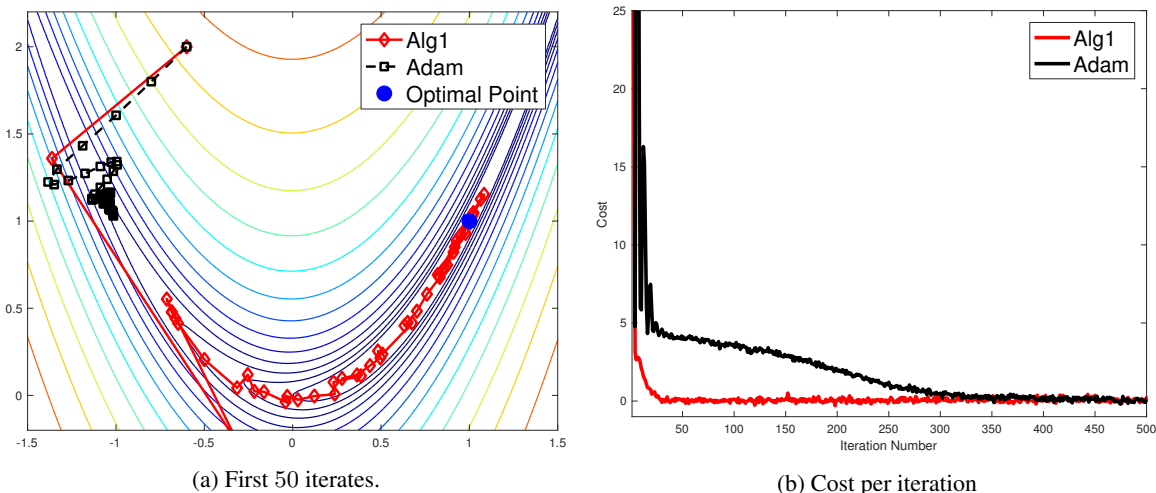 2
1.5
1
0.5
0
-1.5 -1 -0.5 0 0.5 1 1.5
Alg1
Adam
Optimal Point
(a) First 50 iterates.
25
20
15
10
5
0
Cost
50 100 150 200 250 300 350 400 450 500
Iteration Number
Alg1
Adam
(b) Cost per iteration